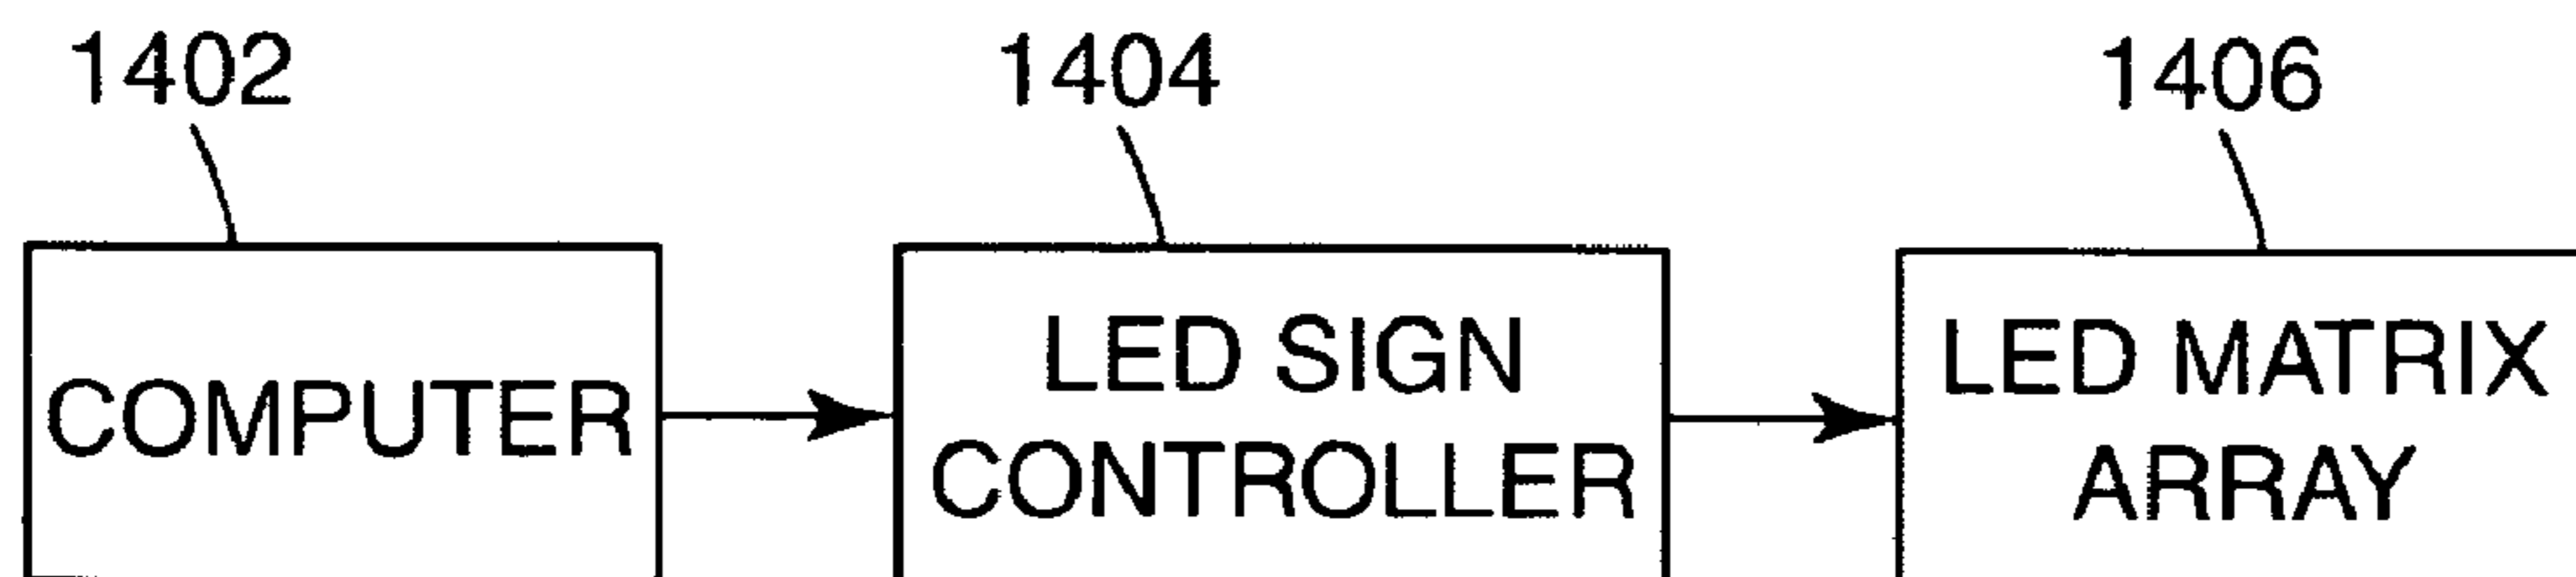 1402
1404
1406
COMPUTER
LED SIGN
CONTROLLER
LED MATRIX
ARRAY